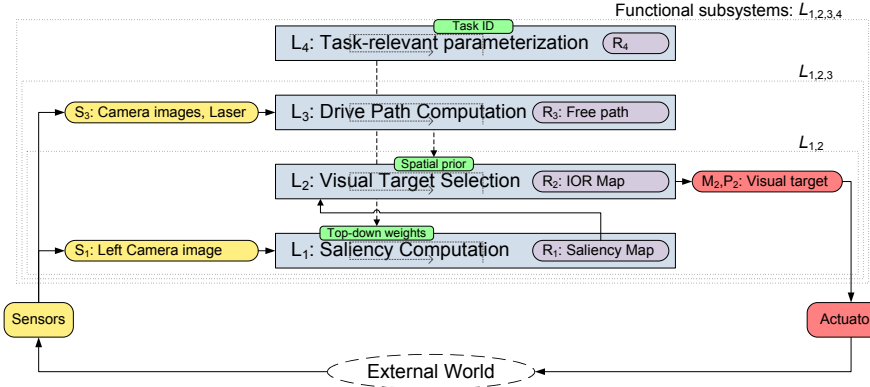 Functional subsystems: L1,2,3,4
Task ID
L4: Task-relevant parameterization
R4
L1,2,3
S3: Camera images, Laser
L3: Drive Path Computation
R3: Free path
L1,2
Spatial prior
L2: Visual Target Selection
R2: IOR Map
M2,P2: Visual target
Top-down weights
S1: Left Camera image
L1: Saliency Computation
R1: Saliency Map
Sensors
Actuato
External World